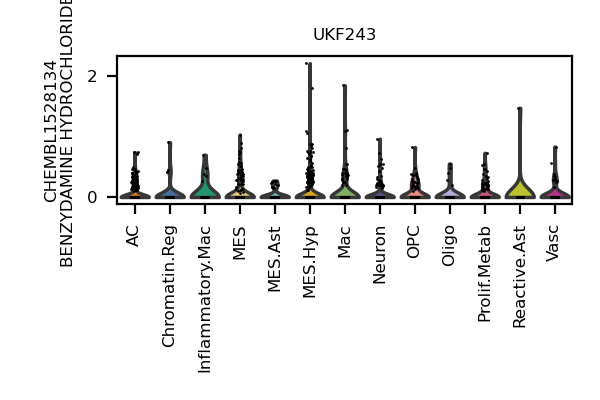 UKF243
CHEMBL1528134
BENZYDAMINE HYDROCHLORIDE
2
0
AC
Chromatin.Reg
Inflammatory.Mac
MES
MES.Ast
MES.Hyp
Mac
Neuron
OPC
Oligo
Prolif.Metab
Reactive.Ast
Vasc